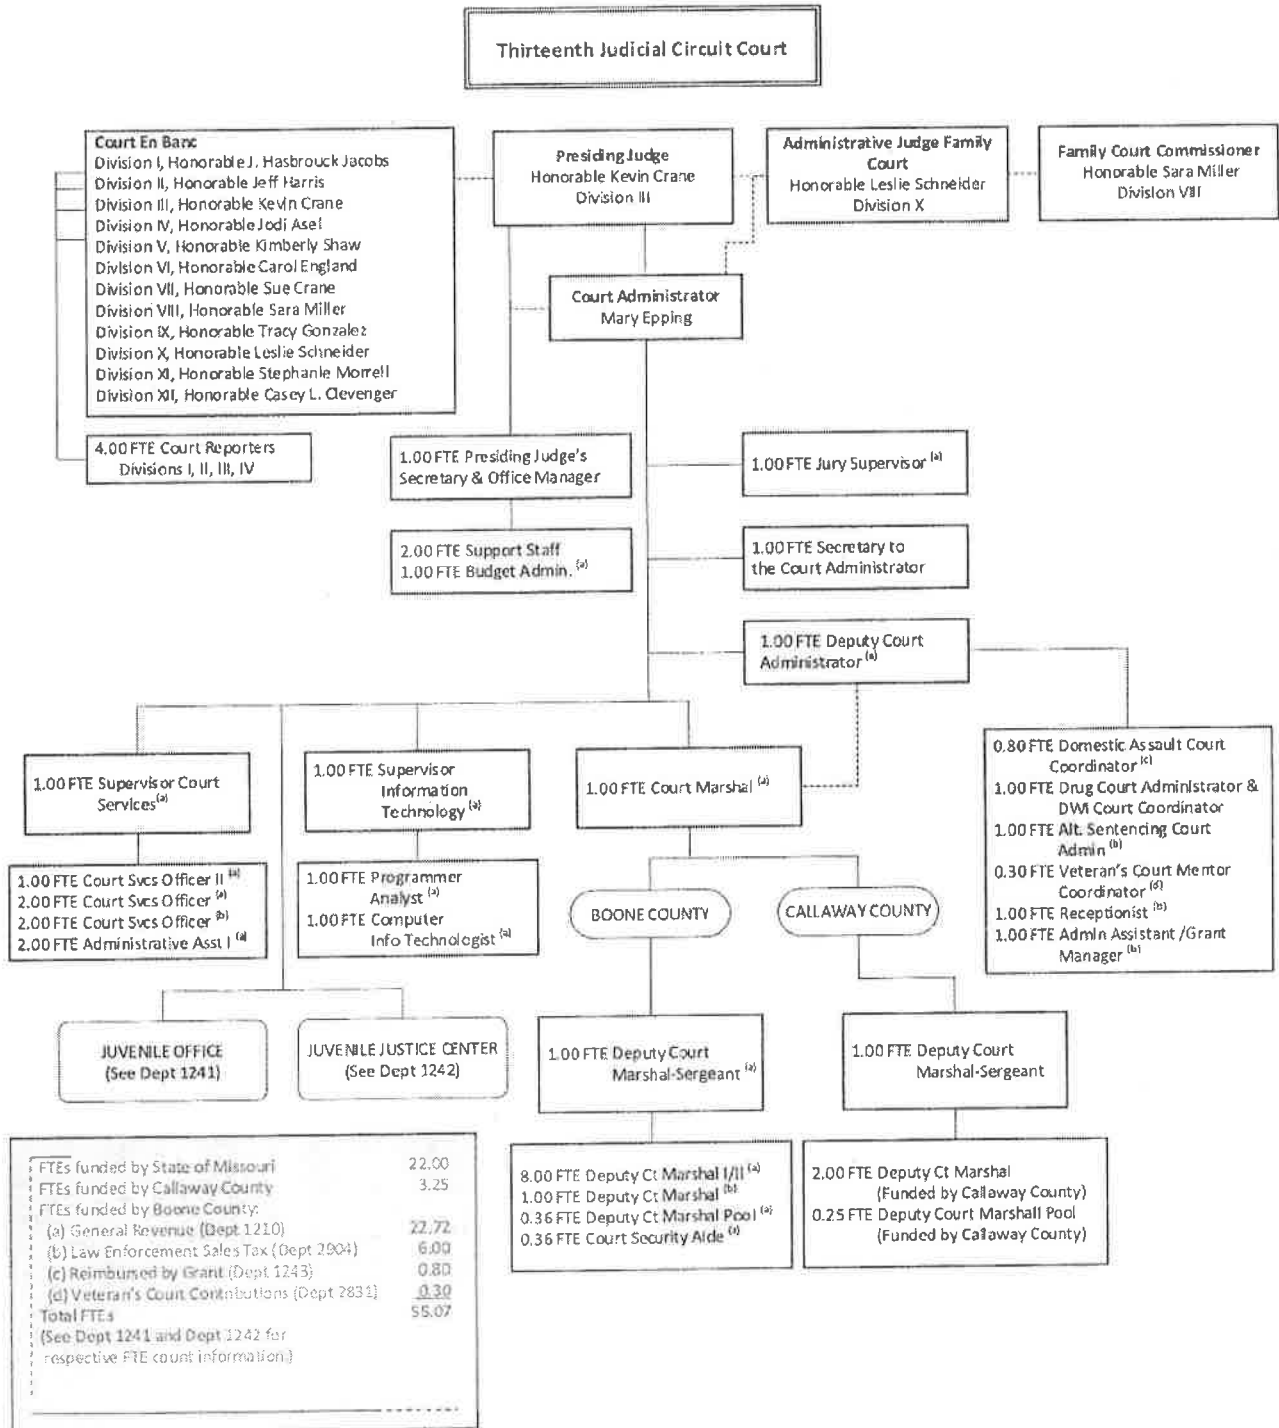 Thirteenth Judicial Circuit Court
Court En Banc
Division I, Honorable J. Hasbrouck Jacobs
Division II, Honorable Jeff Harris
Division III, Honorable Kevin Crane
Division IV, Honorable Jodi Asel
Division V, Honorable Kimberly Shaw
Division VI, Honorable Carol England
Division VII, Honorable Sue Crane
Division VIII, Honorable Sara Miller
Division IX, Honorable Tracy Gonzalez
Division X, Honorable Leslie Schneider
Division XI, Honorable Stephanie Morrell
Division XII, Honorable Casey L. Clevenger
Presiding Judge
Honorable Kevin Crane
Division III
Administrative Judge Family
Court
Honorable Leslie Schneider
Division X
Family Court Commissioner
Honorable Sara Miller
Division VIII
Court Administrator
Mary Epping
4.00 FTE Court Reporters
Divisions I, II, III, IV
1.00 FTE Presiding Judge's
Secretary & Office Manager
2.00 FTE Support Staff
1.00 FTE Budget Admin. (a)
1.00 FTE Jury Supervisor (a)
1.00 FTE Secretary to
the Court Administrator
1.00 FTE Deputy Court
Administrator (a)
1.00 FTE Supervisor Court
Services (a)
1.00 FTE Supervisor
Information
Technology (a)
1.00 FTE Court Marshal (a)
0.80 FTE Domestic Assault Court
Coordinator (c)
1.00 FTE Drug Court Administrator &
DWI Court Coordinator
1.00 FTE Alt. Sentencing Court
Admin (b)
0.30 FTE Veteran's Court Mentor
Coordinator (d)
1.00 FTE Receptionist (b)
1.00 FTE Admin Assistant /Grant
Manager (b)
1.00 FTE Court Svcs Officer II (a)
2.00 FTE Court Svcs Officer (a)
2.00 FTE Court Svcs Officer (b)
2.00 FTE Administrative Asst I (a)
1.00 FTE Programmer
Analyst (a)
1.00 FTE Computer
Info Technologist (a)
BOONE COUNTY
CALLAWAY COUNTY
JUVENILE OFFICE
(See Dept 1241)
JUVENILE JUSTICE CENTER
(See Dept 1242)
1.00 FTE Deputy Court
Marshal-Sergeant (a)
1.00 FTE Deputy Court
Marshal-Sergeant
8.00 FTE Deputy Ct Marshal I/II (a)
1.00 FTE Deputy Ct Marshal (b)
0.36 FTE Deputy Ct Marshal Pool (a)
0.36 FTE Court Security Aide (a)
2.00 FTE Deputy Ct Marshal
(Funded by Callaway County)
0.25 FTE Deputy Court Marshall Pool
(Funded by Callaway County)
FTEs funded by State of Missouri 22.00
FTEs funded by Callaway County 3.25
FTEs funded by Boone County:
(a) General Revenue (Dept 1210) 22.72
(b) Law Enforcement Sales Tax (Dept 2904) 6.00
(c) Reimbursed by Grant (Dept 1243) 0.80
(d) Veteran's Court Contributions (Dept 2831) 0.30
Total FTEs 55.07
(See Dept 1241 and Dept 1242 for
respective FTE count information.)